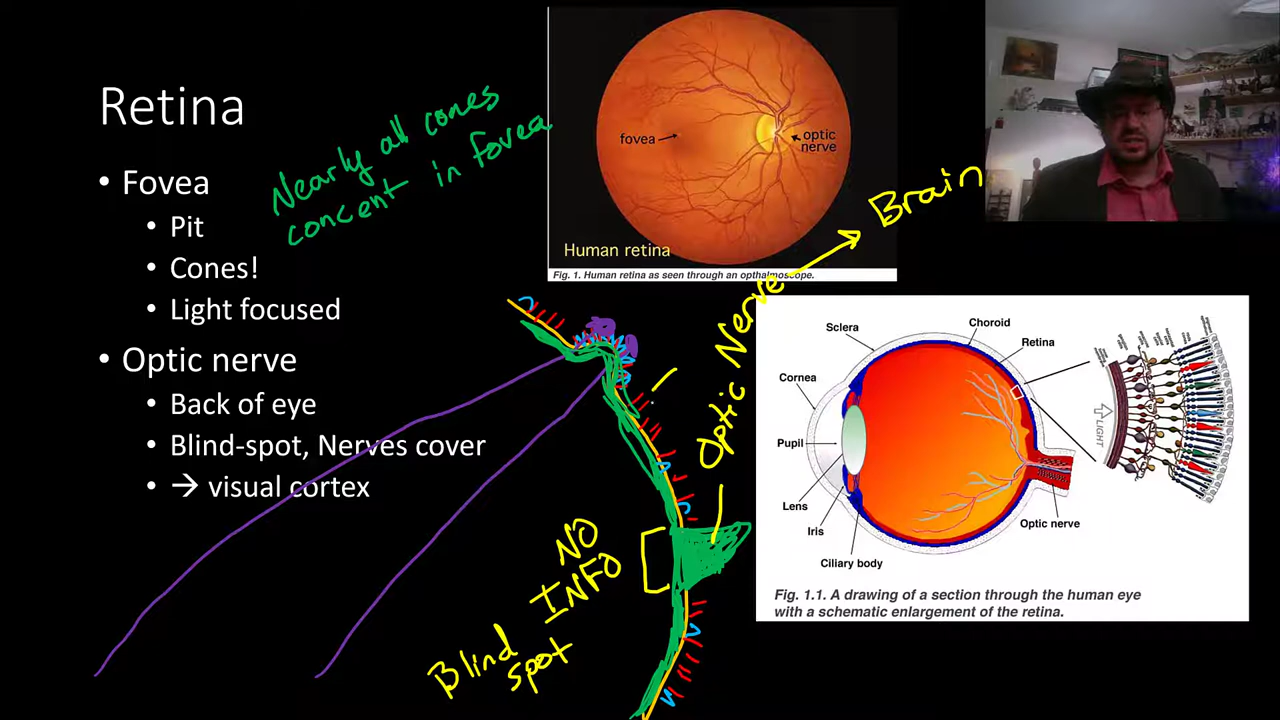 Retina
• Fovea
• Pit
• Cones!
• Light focused
• Optic nerve
• Back of eye
• Blind-spot, Nerves cover
• → visual cortex
Nearly all cones
concent in fovea
fovea
optic
nerve
Human retina
Fig. 1. Human retina as seen through an opthalmoscope.
Optic Nerve → Brain
NO
INFO
Blind
spot
Sclera
Choroid
Retina
Cornea
Pupil
Lens
Iris
Ciliary body
Optic nerve
LIGHT
Fig. 1.1. A drawing of a section through the human eye
with a schematic enlargement of the retina.